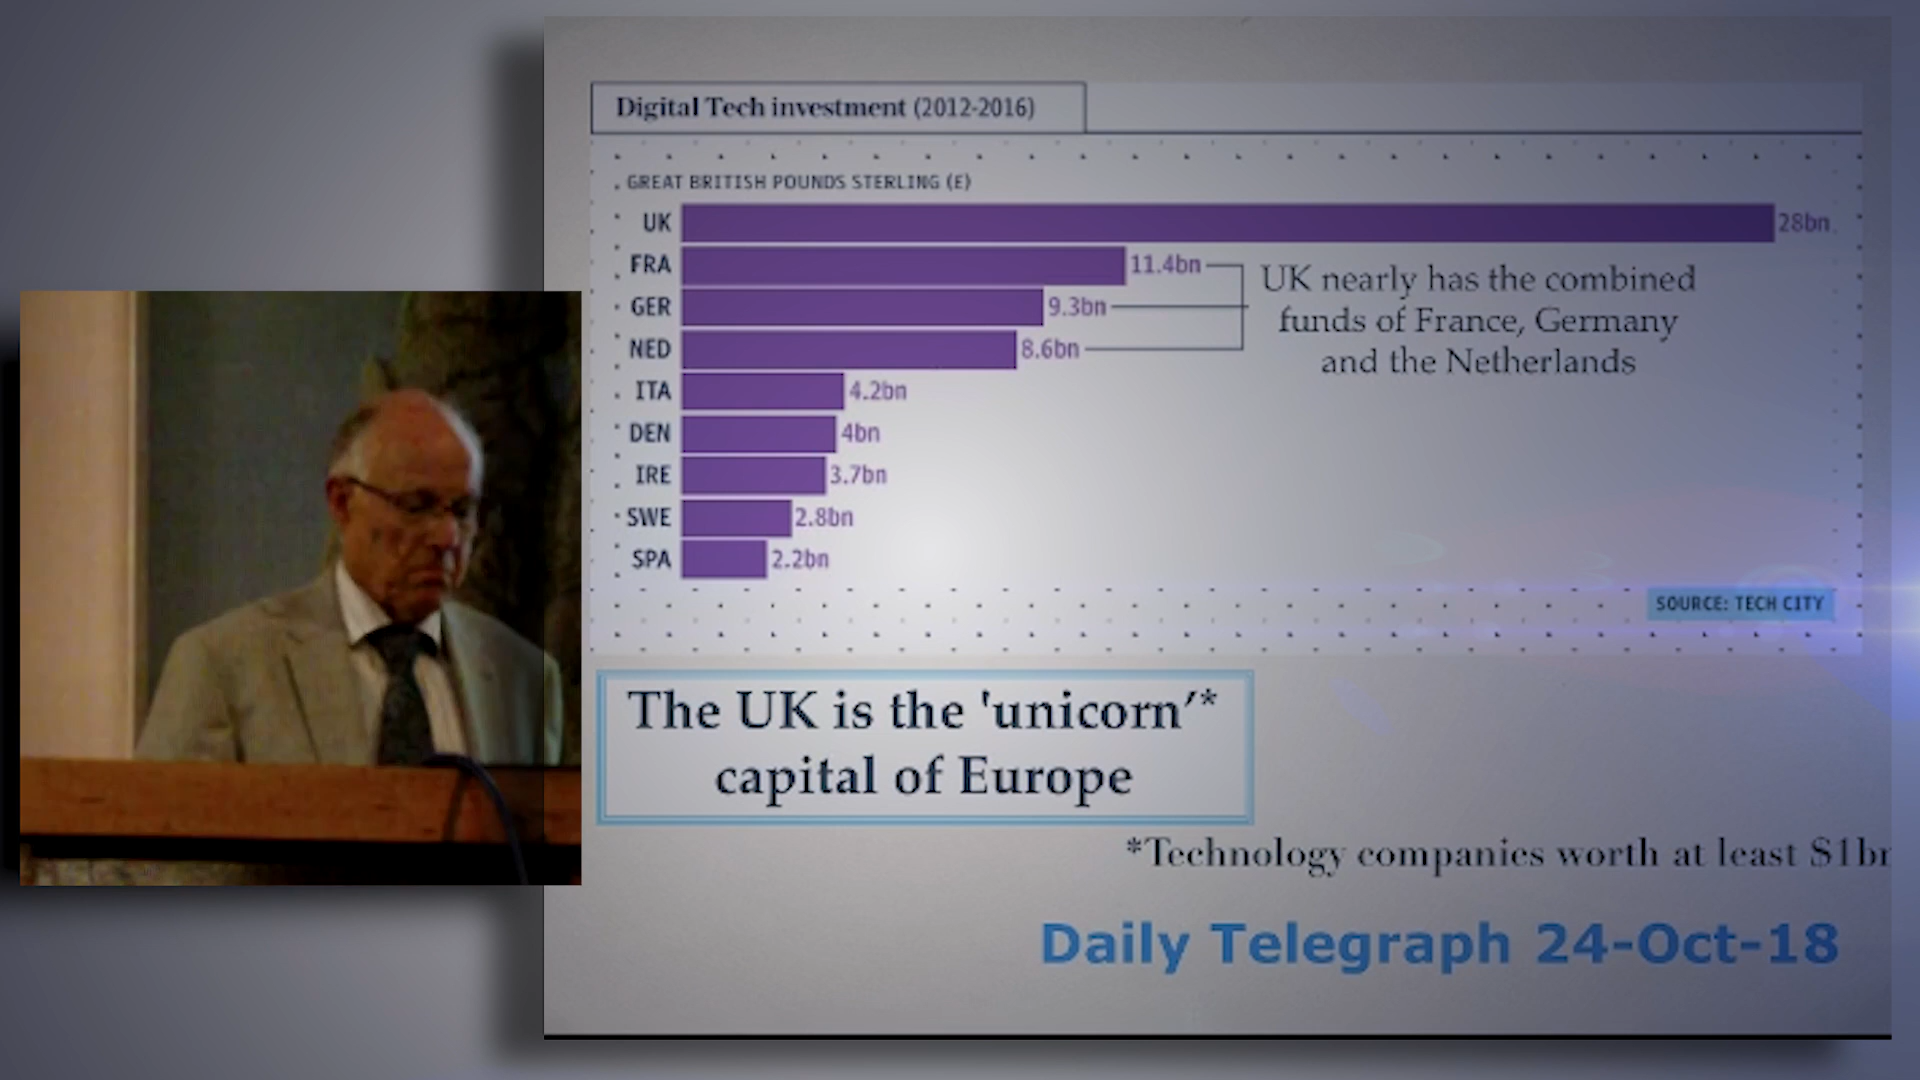 Digital Tech investment (2012-2016)
GREAT BRITISH POUNDS STERLING (£)
UK 28bn
FRA 11.4bn
GER 9.3bn
NED 8.6bn
ITA 4.2bn
DEN 4bn
IRE 3.7bn
SWE 2.8bn
SPA 2.2bn
UK nearly has the combined
funds of France, Germany
and the Netherlands
SOURCE: TECH CITY
The UK is the 'unicorn'*
capital of Europe
*Technology companies worth at least $1bn
Daily Telegraph 24-Oct-18